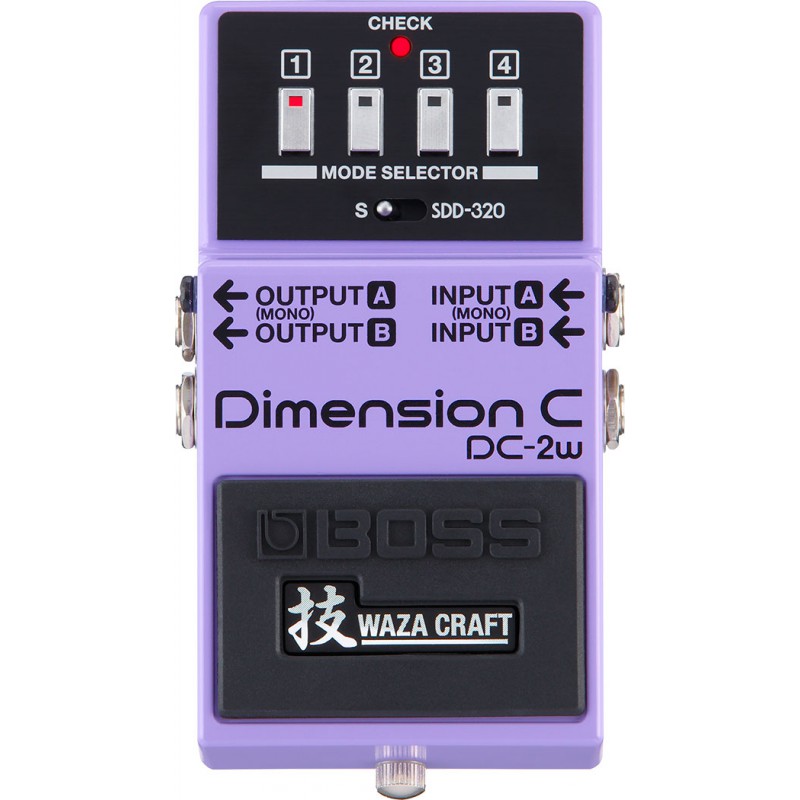 CHECK
1 2 3 4
MODE SELECTOR
S SDD-320
OUTPUT A INPUT A
(MONO) (MONO)
OUTPUT B INPUT B
Dimension C
DC-2w
BOSS
技 WAZA CRAFT